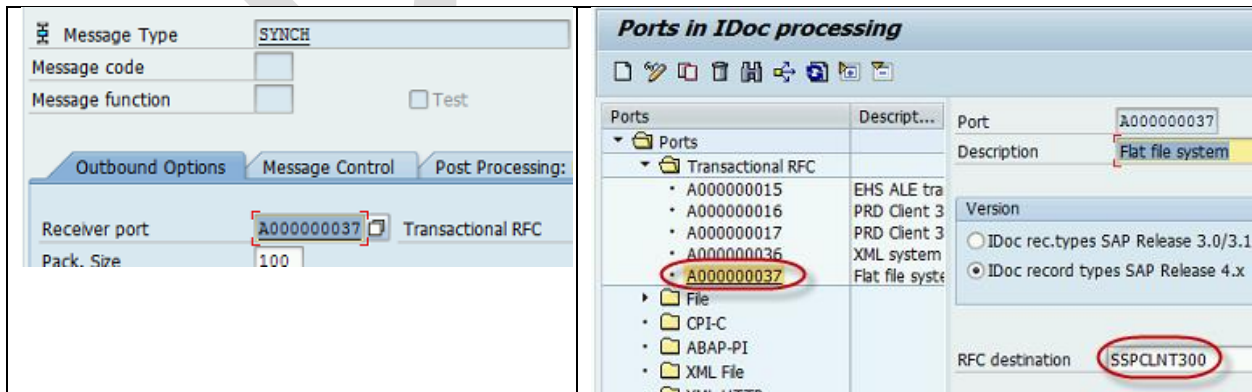 Message Type SYNCH
Message code
Message function Test
Outbound Options Message Control Post Processing:
Receiver port A000000037 Transactional RFC
Pack. Size 100
Ports in IDoc processing
Ports Descript...
Ports
Transactional RFC
A000000015 EHS ALE tra
A000000016 PRD Client 3
A000000017 PRD Client 3
A000000036 XML system
A000000037 Flat file syste
File
CPI-C
ABAP-PI
XML File
Port A000000037
Description Flat file system
Version
IDoc rec.types SAP Release 3.0/3.1
IDoc record types SAP Release 4.x
RFC destination SSPCLNT300